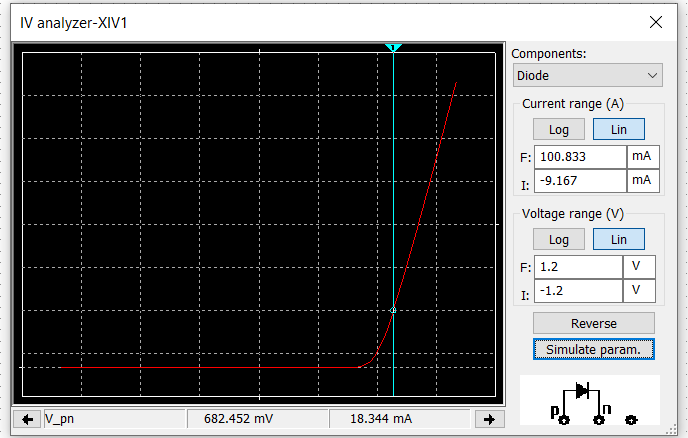 IV analyzer-XIV1
Components:
Diode
Current range (A)
Log Lin
F: 100.833 mA
I: -9.167 mA
Voltage range (V)
Log Lin
F: 1.2 V
I: -1.2 V
Reverse
Simulate param.
p n
V_pn 682.452 mV 18.344 mA